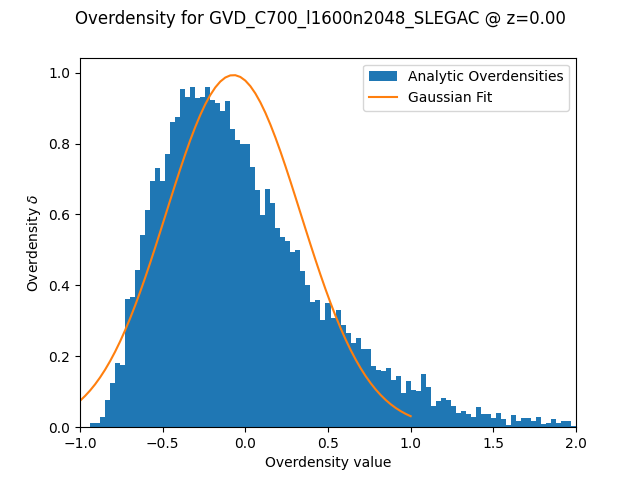 Overdensity for GVD_C700_l1600n2048_SLEGAC @ z=0.00
Analytic Overdensities
Gaussian Fit
Overdensity δ
1.0
0.8
0.6
0.4
0.2
0.0
−1.0 −0.5 0.0 0.5 1.0 1.5 2.0
Overdensity value